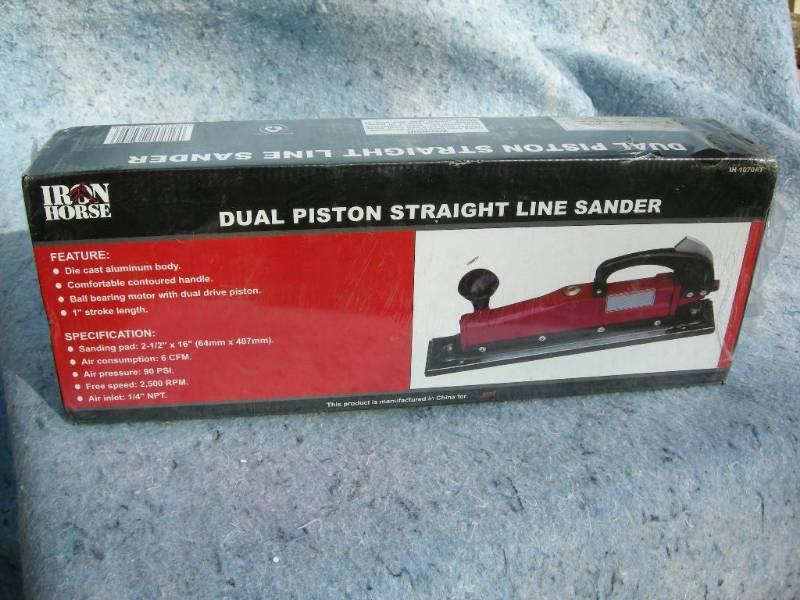 DUAL PISTON STRAIGHT LINE SANDER
IH-1070AT
IRON
HORSE
DUAL PISTON STRAIGHT LINE SANDER
FEATURE:
• Die cast aluminum body.
• Comfortable contoured handle.
• Ball bearing motor with dual drive piston.
• 1" stroke length.
SPECIFICATION:
• Sanding pad: 2-1/2" x 16" (64mm x 407mm).
• Air consumption: 6 CFM.
• Air pressure: 90 PSI.
• Free speed: 2,500 RPM.
• Air inlet: 1/4" NPT.
This product is manufactured in China for